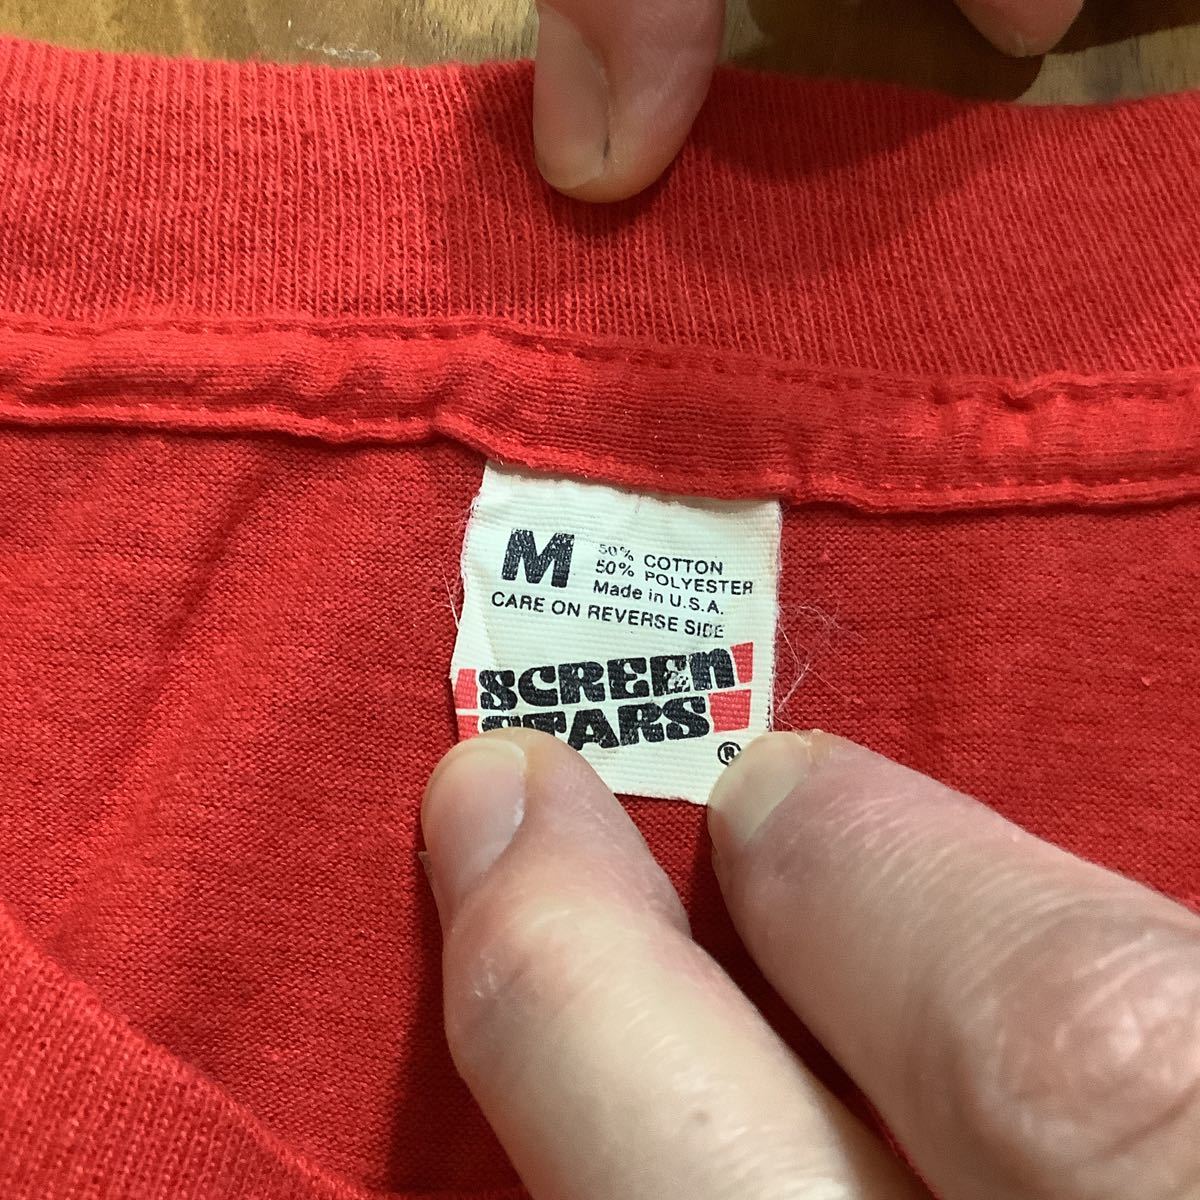 M
50% COTTON
50% POLYESTER
Made in U.S.A.
CARE ON REVERSE SIDE
SCREEN
STARS
®